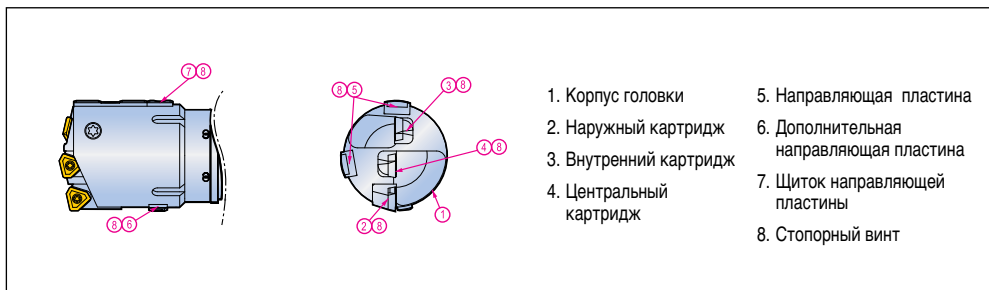 7 8
8 6
8 5
3 8
4 8
2 8
1
1. Корпус головки
2. Наружный картридж
3. Внутренний картридж
4. Центральный
картридж
5. Направляющая пластина
6. Дополнительная
направляющая пластина
7. Щиток направляющей
пластины
8. Стопорный винт